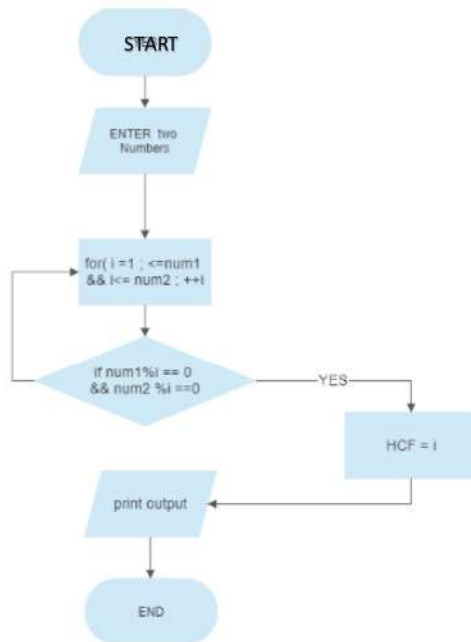 START
ENTER two
Numbers
for( i =1 ; <=num1
&& i<= num2 ; ++i
if num1%i == 0
&& num2 %i ==0
YES
HCF = i
print output
END